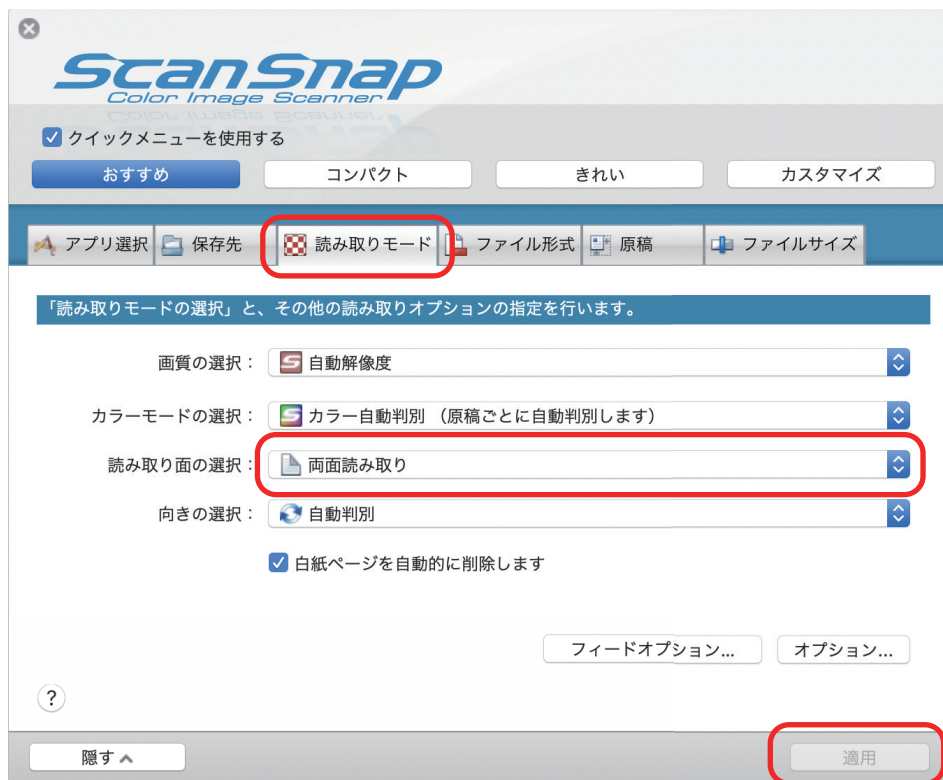 ScanSnap
Color Image Scanner
クイックメニューを使用する
おすすめ コンパクト きれい カスタマイズ
アプリ選択 保存先 読み取りモード ファイル形式 原稿 ファイルサイズ
「読み取りモードの選択」と、その他の読み取りオプションの指定を行います。
画質の選択： 自動解像度
カラーモードの選択： カラー自動判別 （原稿ごとに自動判別します）
読み取り面の選択： 両面読み取り
向きの選択： 自動判別
白紙ページを自動的に削除します
フィードオプション... オプション...
?
隠す 適用